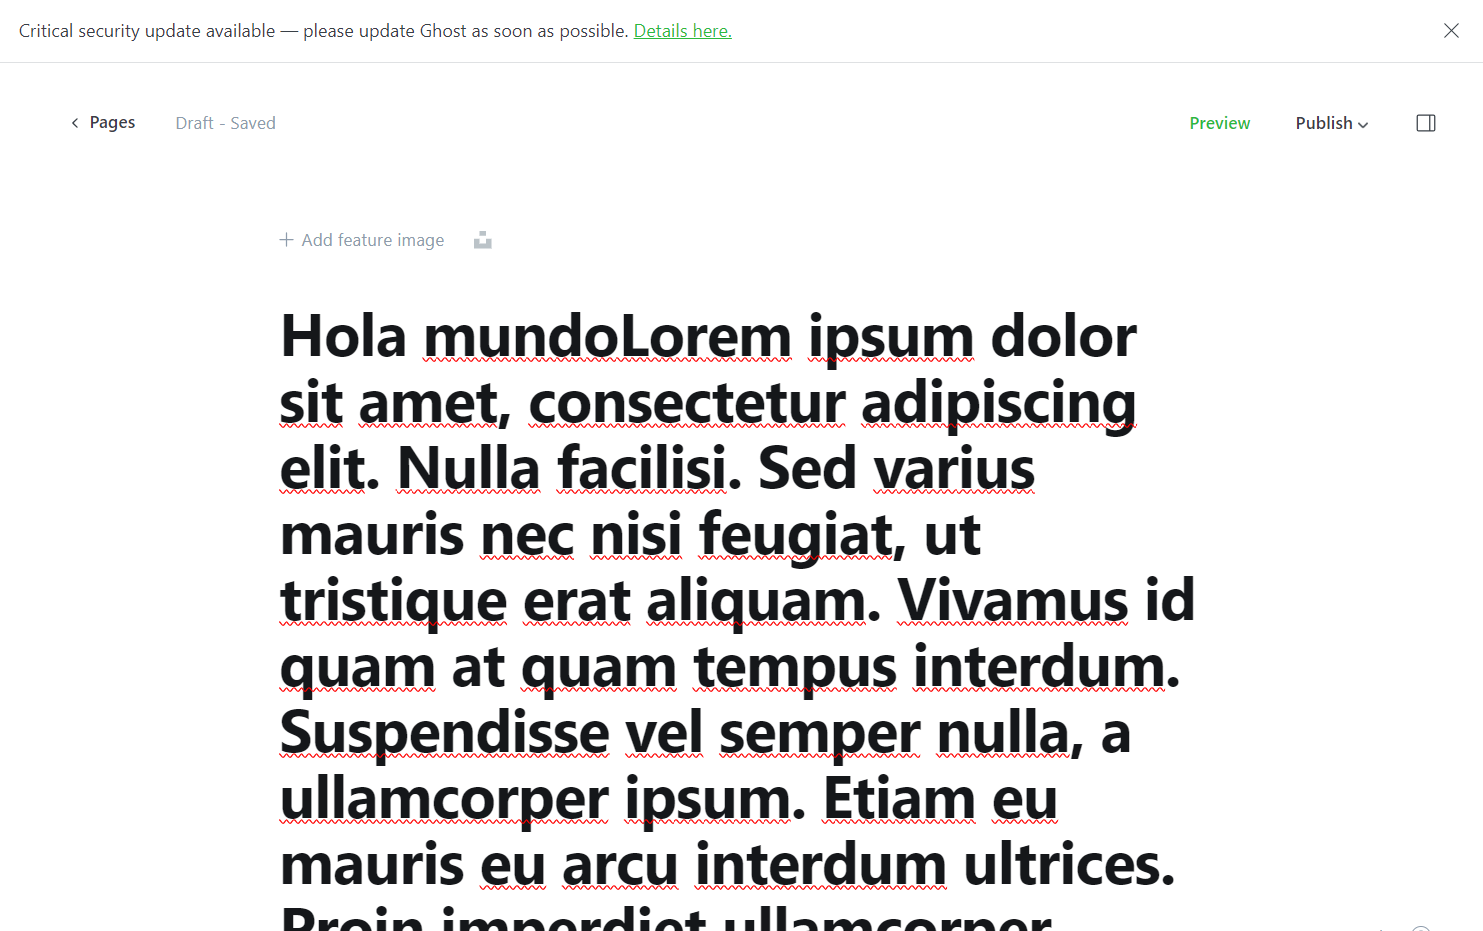 Critical security update available — please update Ghost as soon as possible. Details here.
Pages
Draft - Saved
Preview
Publish
Add feature image
Hola mundoLorem ipsum dolor
sit amet, consectetur adipiscing
elit. Nulla facilisi. Sed varius
mauris nec nisi feugiat, ut
tristique erat aliquam. Vivamus id
quam at quam tempus interdum.
Suspendisse vel semper nulla, a
ullamcorper ipsum. Etiam eu
mauris eu arcu interdum ultrices.
Proin imperdiet ullamcorper